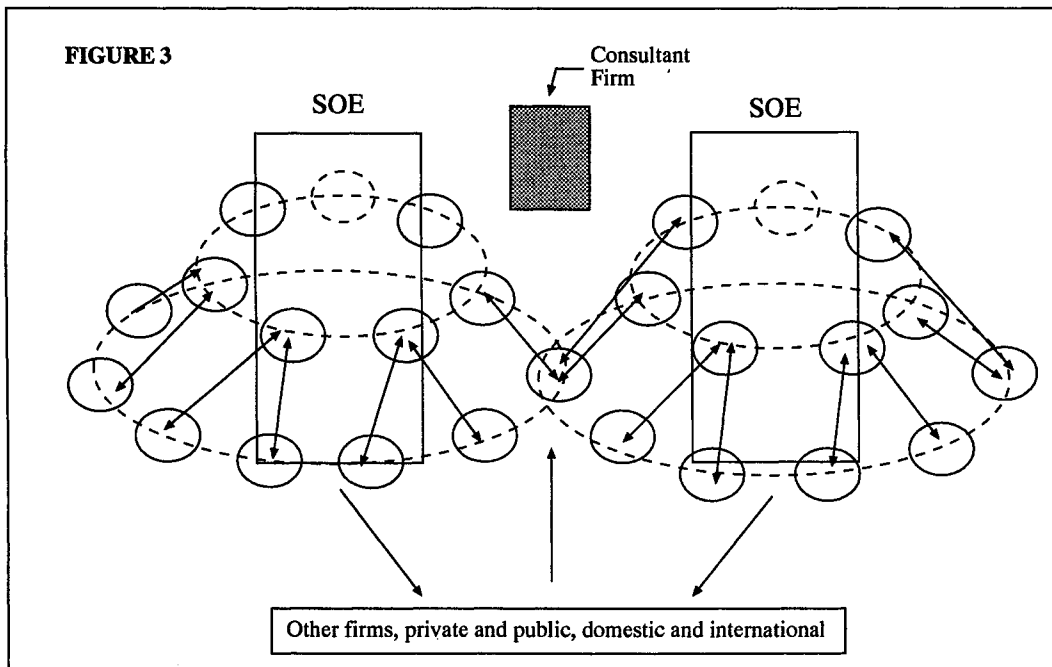 FIGURE 3
Consultant
Firm
SOE
SOE
Other firms, private and public, domestic and international